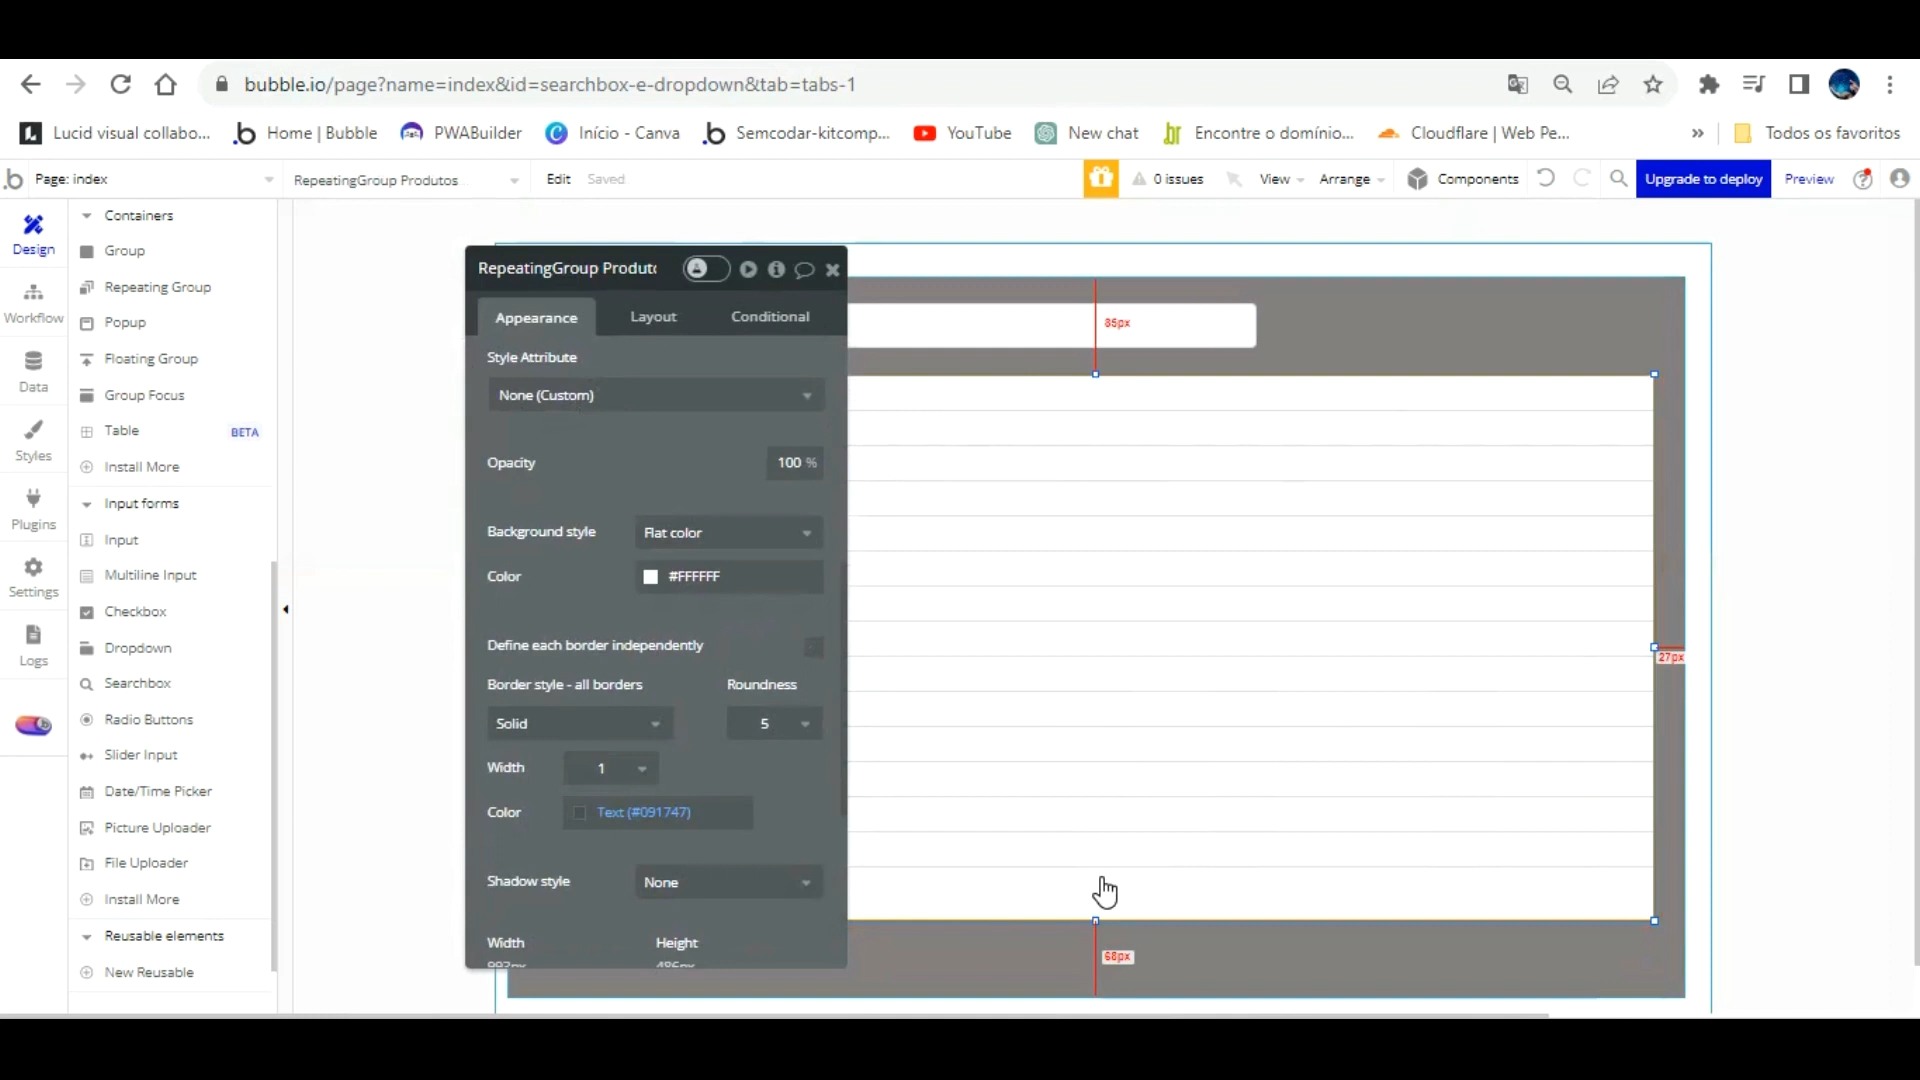 bubble.io/page?name=index&id=searchbox-e-dropdown&tab=tabs-1
Lucid visual collabo...
Home | Bubble
PWABuilder
Início - Canva
Semcodar-kitcomp...
YouTube
New chat
Encontre o domínio...
Cloudflare | Web Pe...
»
Todos os favoritos
Page: index
RepeatingGroup Produtos
Edit
Saved
0 issues
View
Arrange
Components
Upgrade to deploy
Preview
Design
Workflow
Data
Styles
Plugins
Settings
Logs
Containers
Group
Repeating Group
Popup
Floating Group
Group Focus
Table
BETA
Install More
Input forms
Input
Multiline Input
Checkbox
Dropdown
Searchbox
Radio Buttons
Slider Input
Date/Time Picker
Picture Uploader
File Uploader
Install More
Reusable elements
New Reusable
RepeatingGroup Produto
Appearance
Layout
Conditional
Style Attribute
None (Custom)
Opacity
100 %
Background style
Flat color
Color
#FFFFFF
Define each border independently
Border style - all borders
Roundness
Solid
5
Width
1
Color
Text (#091747)
Shadow style
None
Width
Height
85px
27px
68px